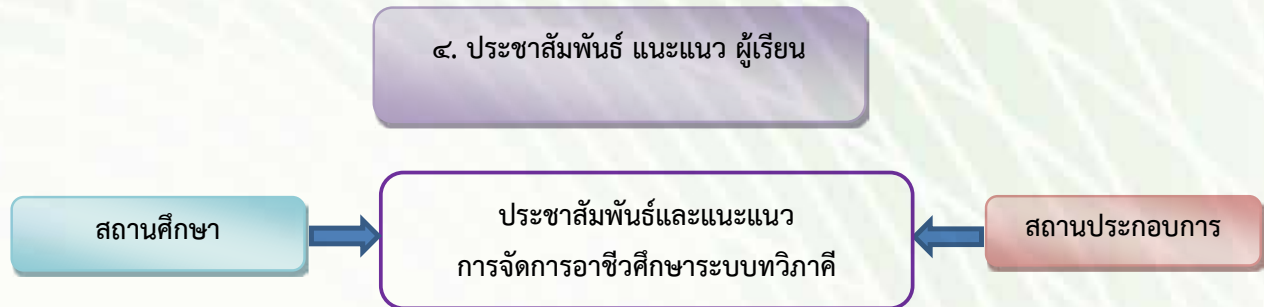 ๔. ประชาสัมพันธ์ แนะแนว ผู้เรียน
สถานศึกษา
ประชาสัมพันธ์และแนะแนว
การจัดการอาชีวศึกษาระบบทวิภาคี
สถานประกอบการ